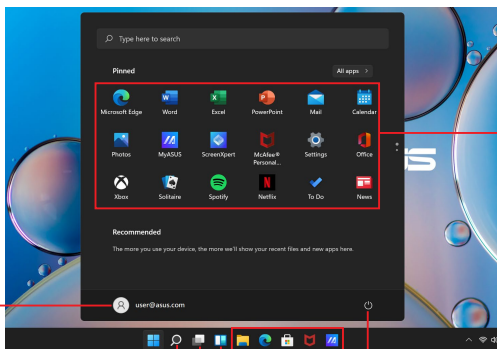 Type here to search
Pinned
All apps >
Microsoft Edge Word Excel PowerPoint Mail Calendar
Photos MyASUS ScreenXpert McAfee® Personal... Settings Office
Xbox Solitaire Spotify Netflix To Do News
Recommended
The more you use your device, the more we'll show your recent files and new apps here.
user@asus.com